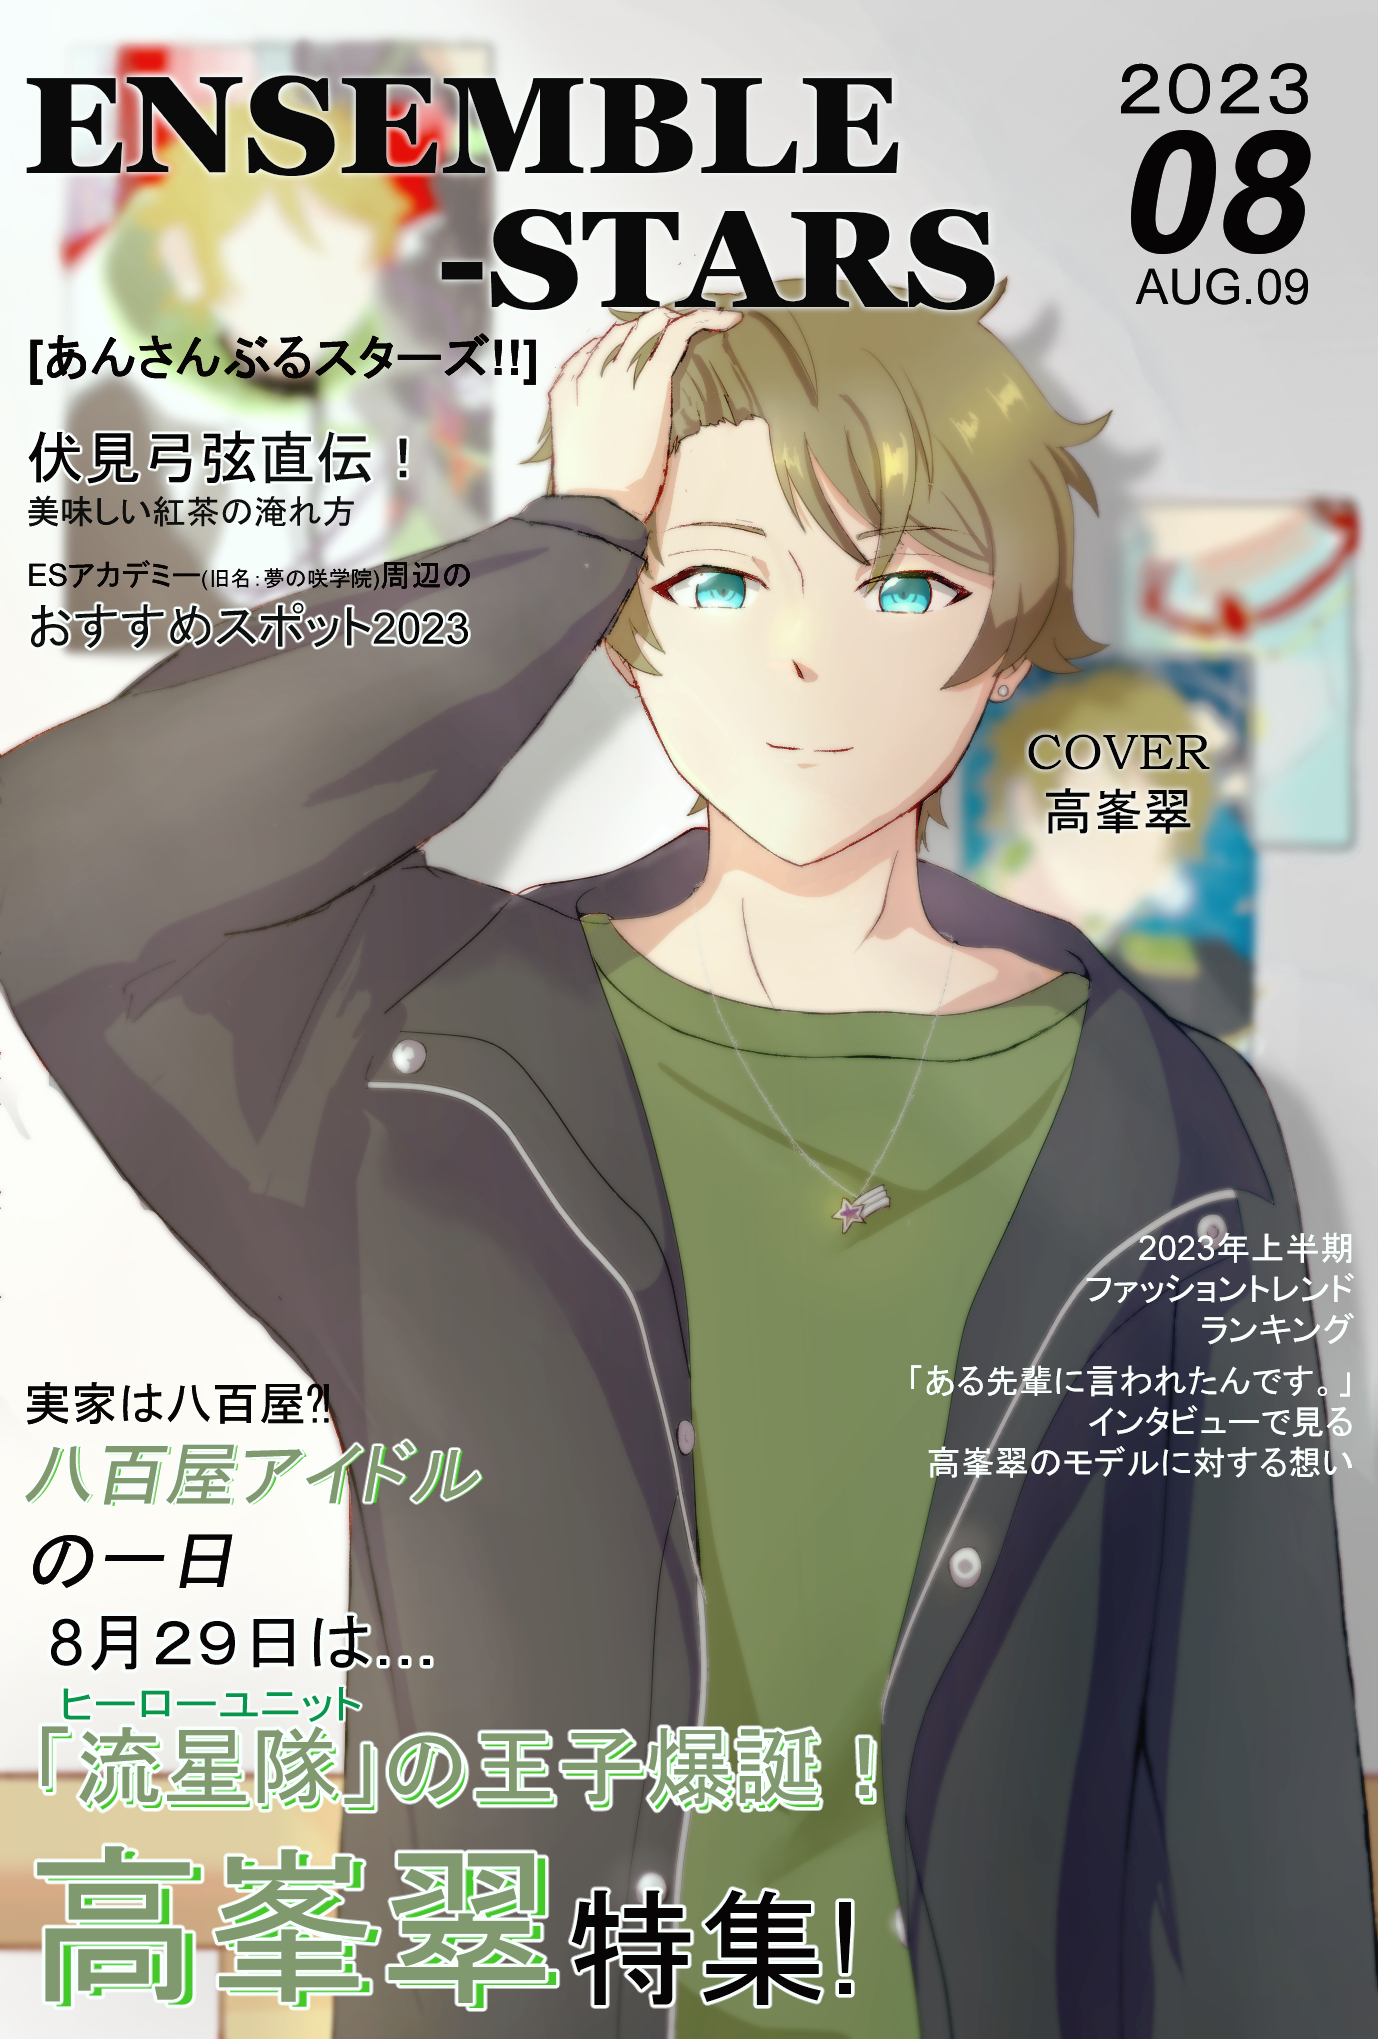 ENSEMBLE
-STARS
2023
08
AUG.09
[あんさんぶるスターズ!!]
伏見弓弦直伝！
美味しい紅茶の淹れ方
ESアカデミー(旧名：夢の咲学院)周辺の
おすすめスポット2023
COVER
高峯翠
2023年上半期
ファッショントレンド
ランキング
「ある先輩に言われたんです。」
インタビューで見る
高峯翠のモデルに対する想い
実家は八百屋⁈
八百屋アイドル
の一日
8月29日は…
ヒーローユニット
「流星隊」の王子爆誕！
高峯翠特集!